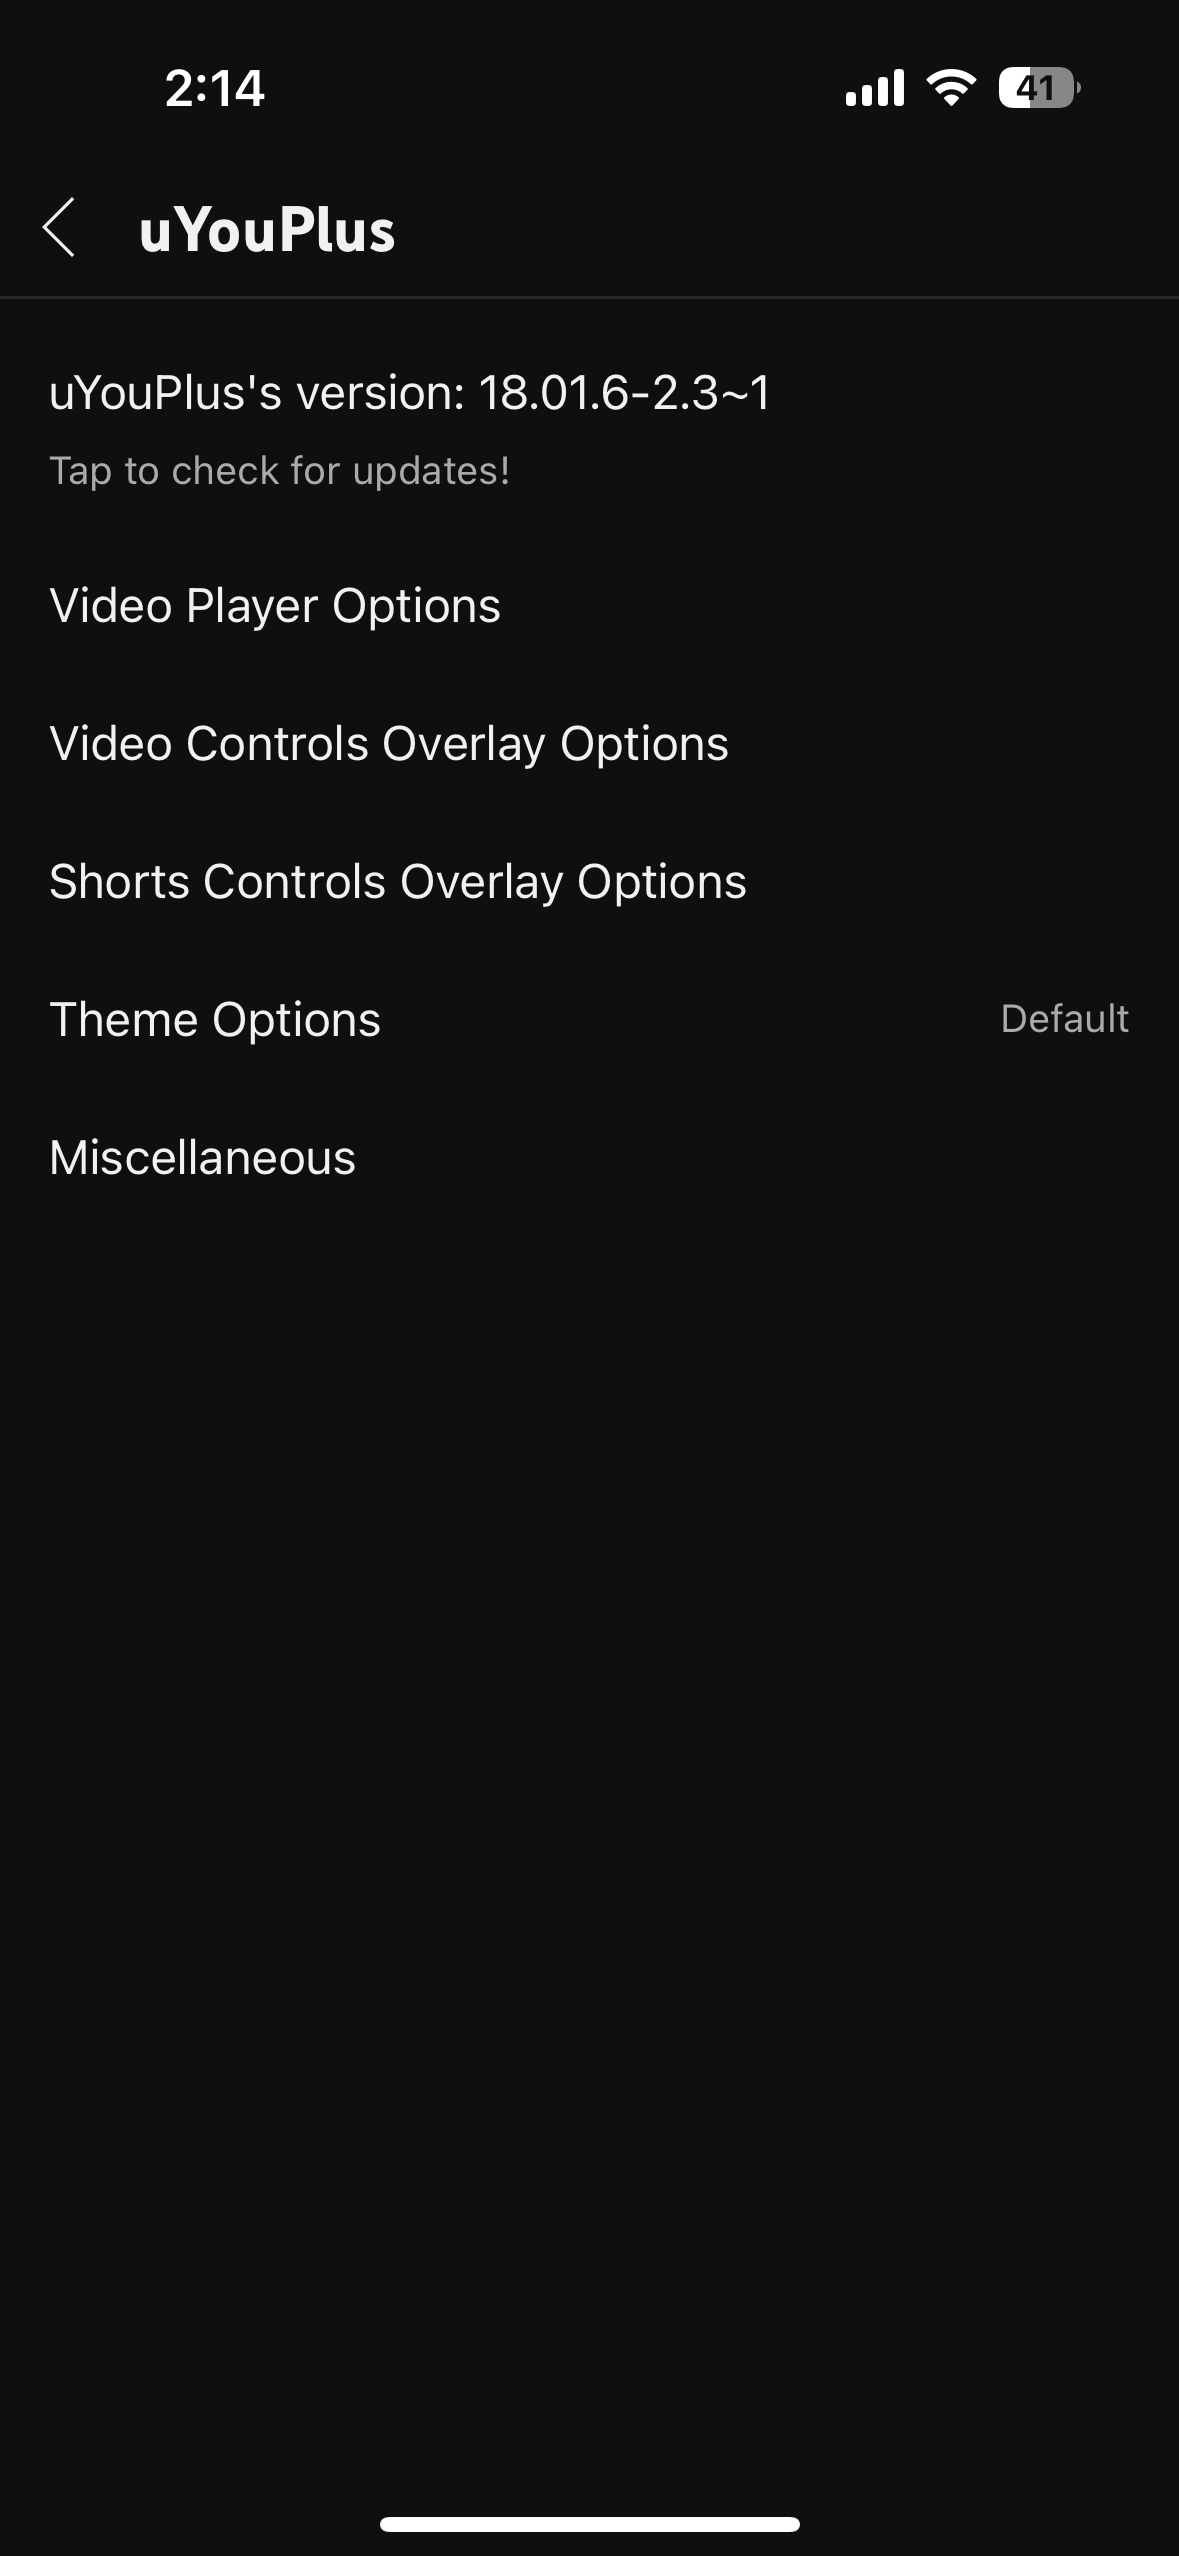 2:14
41
uYouPlus
uYouPlus's version: 18.01.6-2.3~1
Tap to check for updates!
Video Player Options
Video Controls Overlay Options
Shorts Controls Overlay Options
Theme Options Default
Miscellaneous